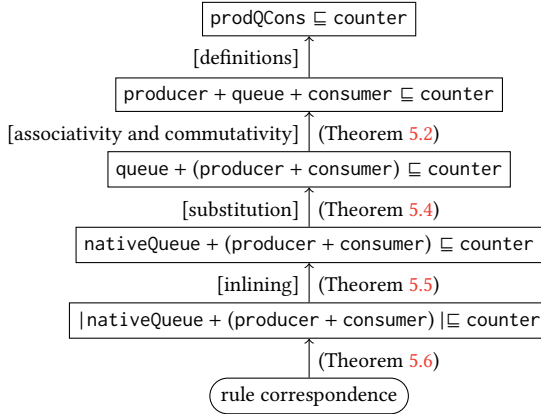 prodQCons ⊑ counter
[definitions]
producer + queue + consumer ⊑ counter
[associativity and commutativity] (Theorem 5.2)
queue + (producer + consumer) ⊑ counter
[substitution] (Theorem 5.4)
nativeQueue + (producer + consumer) ⊑ counter
[inlining] (Theorem 5.5)
|nativeQueue + (producer + consumer) |⊑ counter
(Theorem 5.6)
rule correspondence